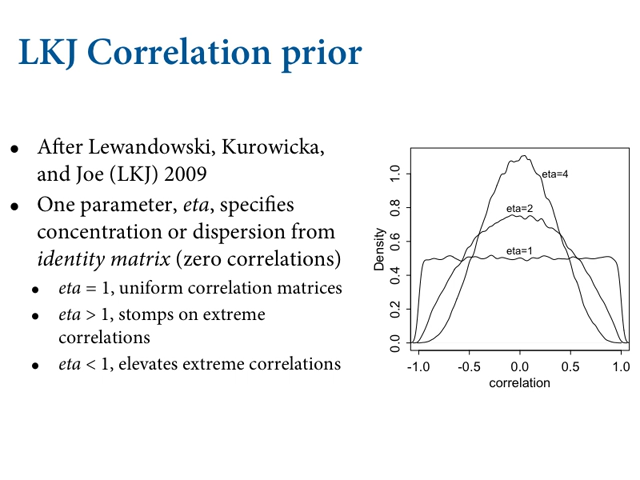 LKJ Correlation prior
• After Lewandowski, Kurowicka,
and Joe (LKJ) 2009
• One parameter, eta, specifies
concentration or dispersion from
identity matrix (zero correlations)
• eta = 1, uniform correlation matrices
• eta > 1, stomps on extreme
correlations
• eta < 1, elevates extreme correlations
Density
1.0
0.8
0.6
0.4
0.2
0.0
eta=4
eta=2
eta=1
-1.0 -0.5 0.0 0.5 1.0
correlation